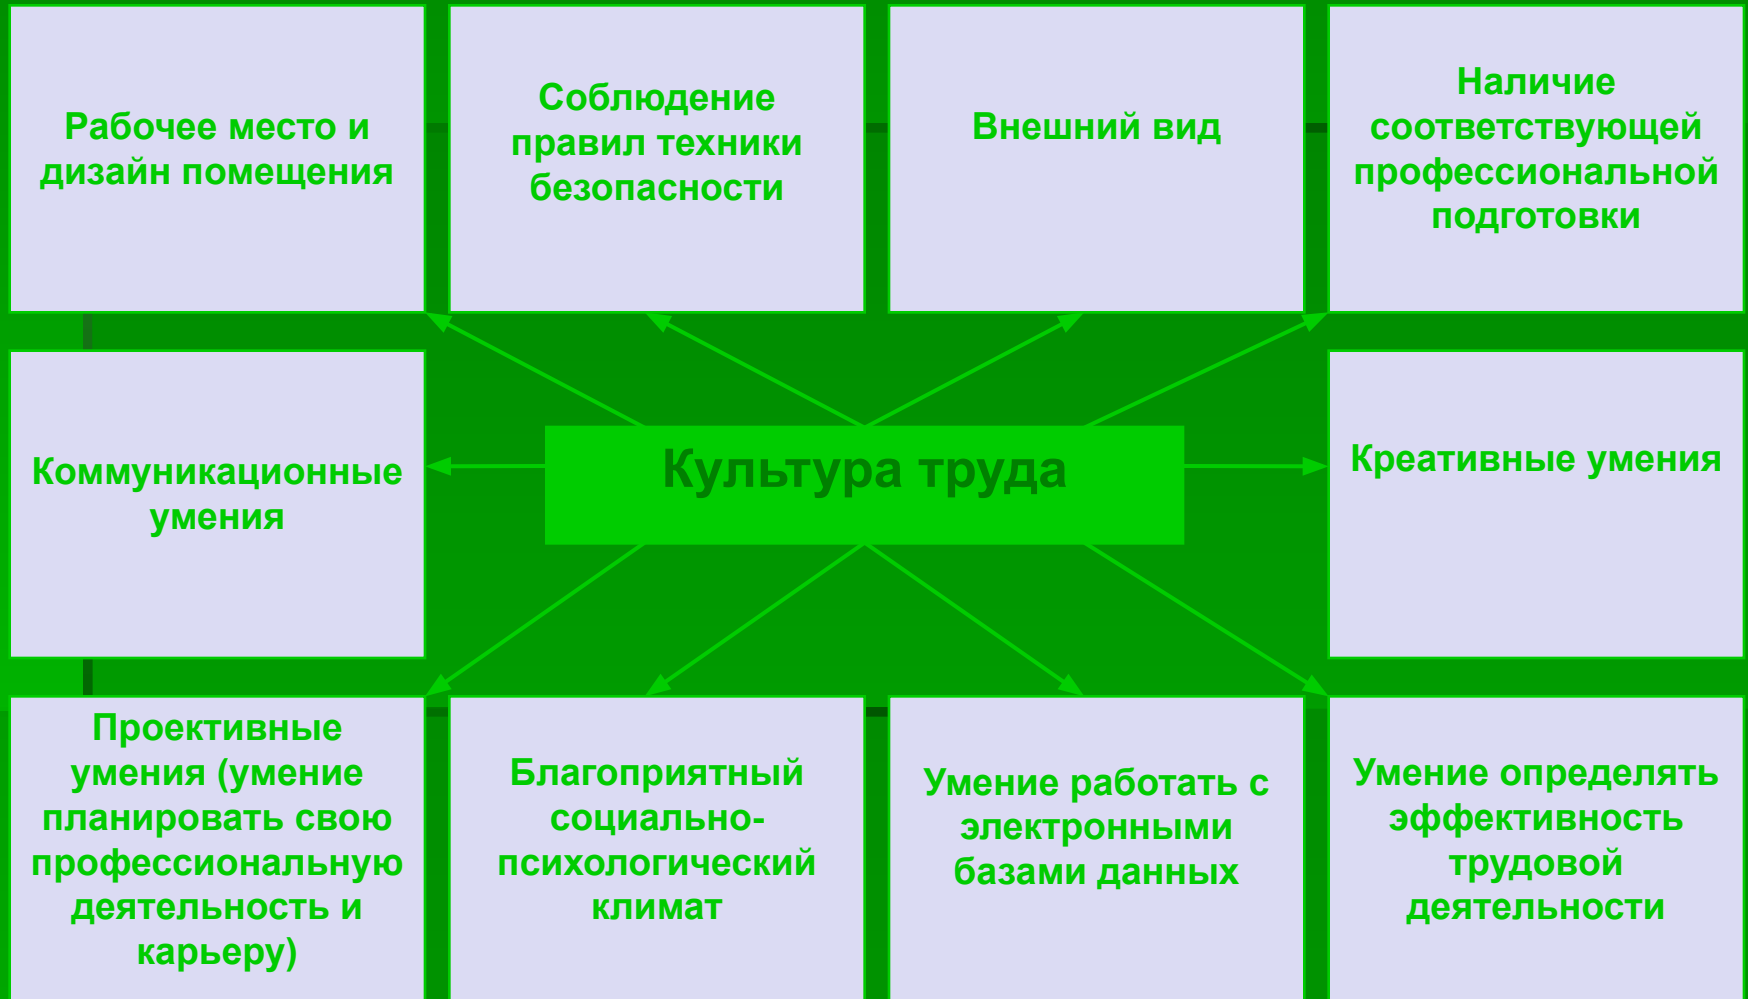 Рабочее место и
дизайн помещения
Соблюдение
правил техники
безопасности
Внешний вид
Наличие
соответствующей
профессиональной
подготовки
Коммуникационные
умения
Культура труда
Креативные умения
Проективные
умения (умение
планировать свою
профессиональную
деятельность и
карьеру)
Благоприятный
социально-
психологический
климат
Умение работать с
электронными
базами данных
Умение определять
эффективность
трудовой
деятельности